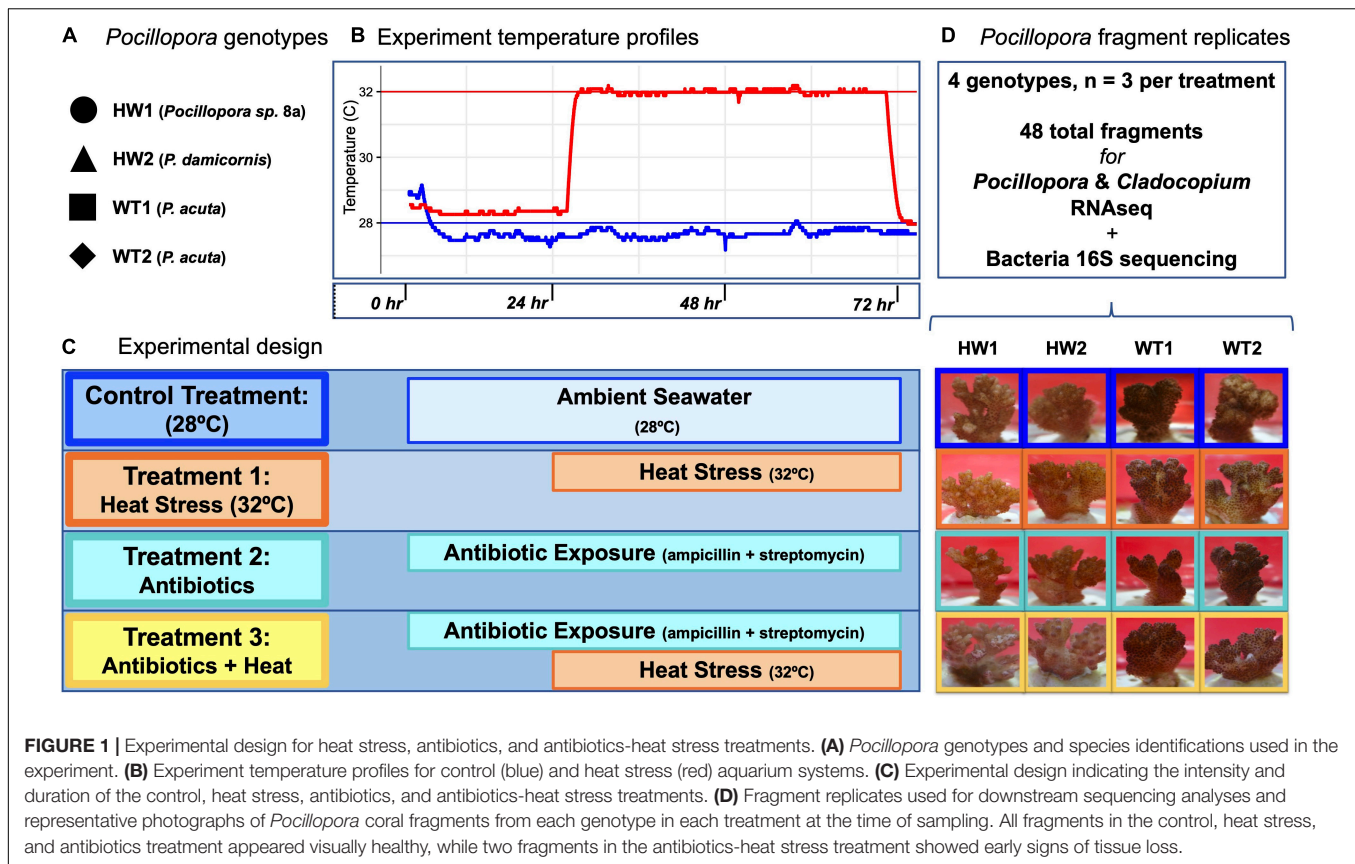 A Pocillopora genotypes
HW1 (Pocillopora sp. 8a)
HW2 (P. damicornis)
WT1 (P. acuta)
WT2 (P. acuta)
B Experiment temperature profiles
Temperature (C)
32
30
28
0 hr
24 hr
48 hr
72 hr
D Pocillopora fragment replicates
4 genotypes, n = 3 per treatment
48 total fragments
for
Pocillopora & Cladocopium
RNAseq
+
Bacteria 16S sequencing
HW1 HW2 WT1 WT2
C Experimental design
Control Treatment:
(28ºC)
Ambient Seawater
(28ºC)
Treatment 1:
Heat Stress (32ºC)
Heat Stress (32ºC)
Treatment 2:
Antibiotics
Antibiotic Exposure (ampicillin + streptomycin)
Treatment 3:
Antibiotics + Heat
Antibiotic Exposure (ampicillin + streptomycin)
Heat Stress (32ºC)
FIGURE 1 | Experimental design for heat stress, antibiotics, and antibiotics-heat stress treatments. (A) Pocillopora genotypes and species identifications used in the
experiment. (B) Experiment temperature profiles for control (blue) and heat stress (red) aquarium systems. (C) Experimental design indicating the intensity and
duration of the control, heat stress, antibiotics, and antibiotics-heat stress treatments. (D) Fragment replicates used for downstream sequencing analyses and
representative photographs of Pocillopora coral fragments from each genotype in each treatment at the time of sampling. All fragments in the control, heat stress,
and antibiotics treatment appeared visually healthy, while two fragments in the antibiotics-heat stress treatment showed early signs of tissue loss.